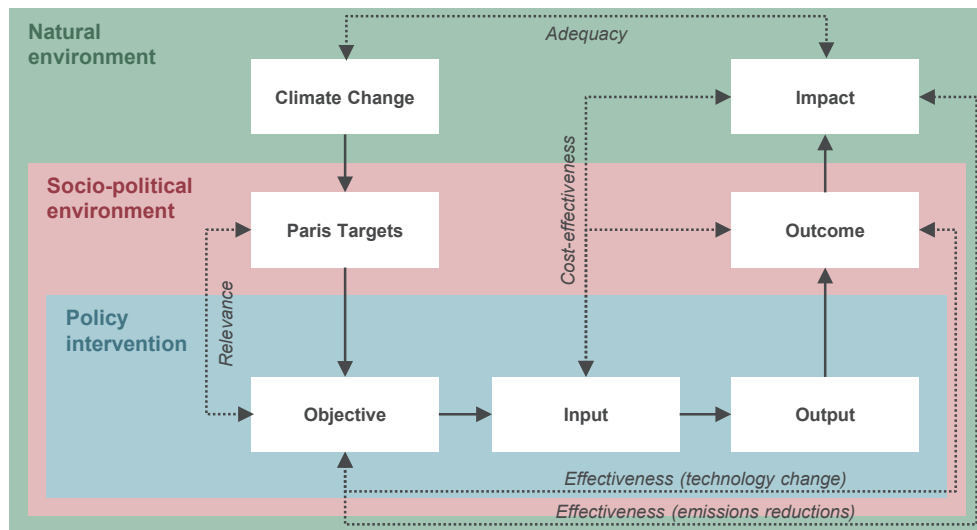 Natural
environment
Adequacy
Climate Change
Impact
Socio-political
environment
Paris Targets
Cost-effectiveness
Outcome
Relevance
Policy
intervention
Objective
Input
Output
Effectiveness (technology change)
Effectiveness (emissions reductions)